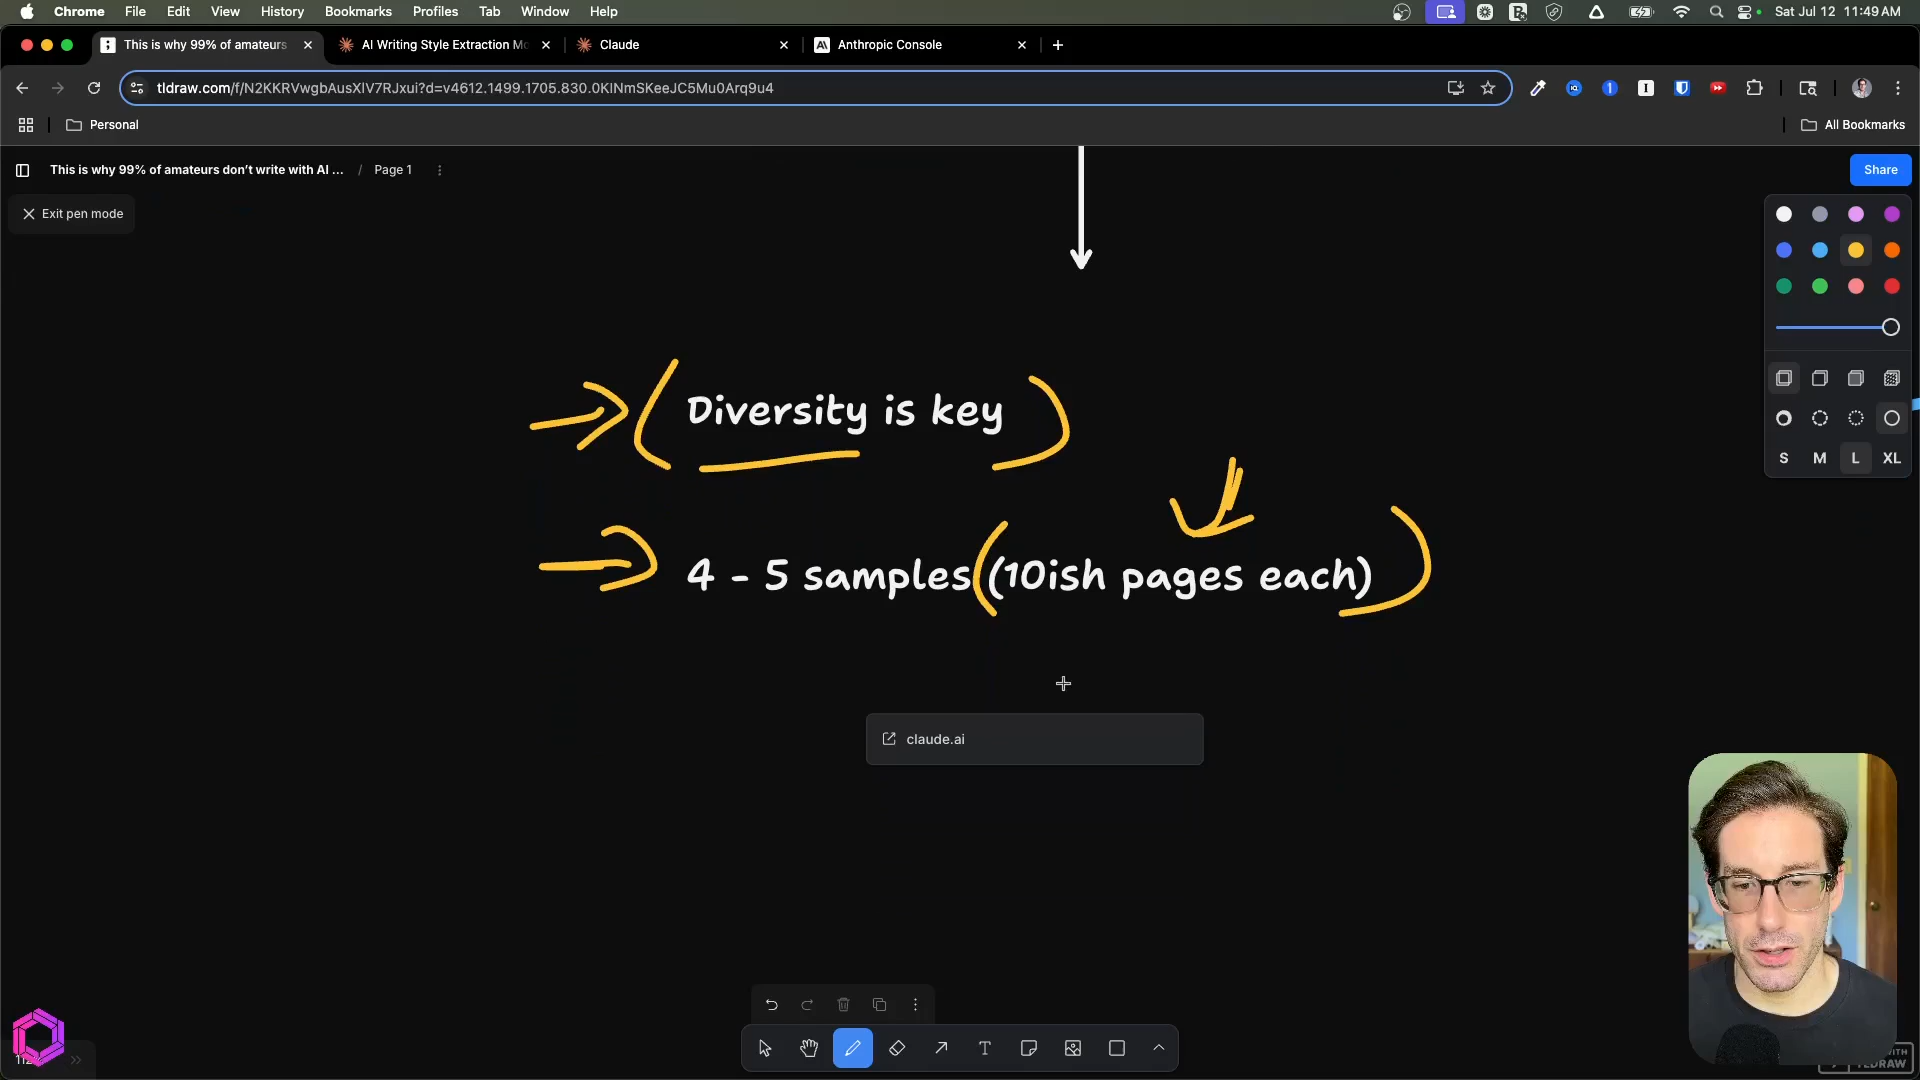 Chrome File Edit View History Bookmarks Profiles Tab Window Help
Sat Jul 12 11:49 AM
This is why 99% of amateurs
AI Writing Style Extraction
Claude
Anthropic Console
tldraw.com/f/N2KKRVwgbAusXlV7RJxui?d=v4612.1499.1705.830.0KlNmSKeeJC5Mu0Arq9u4
Personal
All Bookmarks
This is why 99% of amateurs don't write with AI ... / Page 1
Share
Exit pen mode
Diversity is key
4 - 5 samples (10ish pages each)
S M L XL
claude.ai